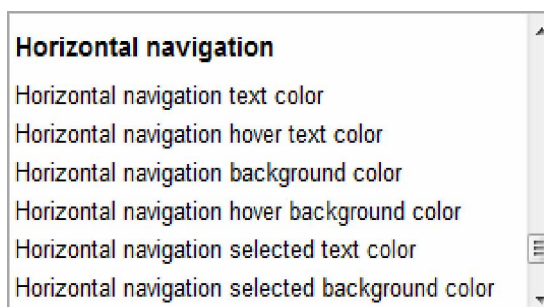 Horizontal navigation
Horizontal navigation text color
Horizontal navigation hover text color
Horizontal navigation background color
Horizontal navigation hover background color
Horizontal navigation selected text color
Horizontal navigation selected background color